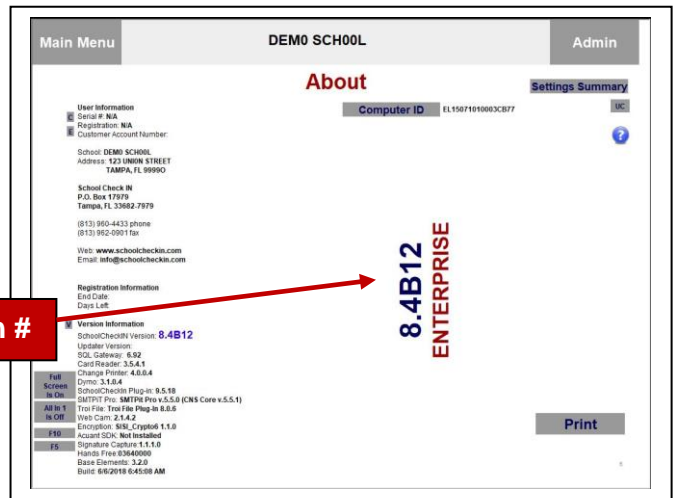 Main Menu
DEM0 SCH00L
Admin
About
Settings Summary
Computer ID
EL15071010003CB77
UC
?
User Information
C
Serial #: N/A
Registration: N/A
E
Customer Account Number:
School: DEM0 SCH00L
Address: 123 UNION STREET
TAMPA, FL 99990
School Check IN
P.O. Box 17979
Tampa, FL 33682-7979
(813) 960-4433 phone
(813) 962-0901 fax
Web: www.schoolcheckin.com
Email: info@schoolcheckin.com
Registration Information
End Date:
Days Left:
n #
V
Version Information
SchoolCheckIN Version: 8.4B12
Updater Version:
SQL Gateway: 6.92
Card Reader: 3.5.4.1
Change Printer: 4.0.0.4
Dymo: 3.1.0.4
SchoolCheckIn Plug-in: 9.5.18
SMTPIT Pro: SMTPit Pro v.5.5.0 (CNS Core v.5.5.1)
Troi File: Troi File Plug-In 8.0.6
Web Cam: 2.1.4.2
Encryption: SISI_Crypto6 1.1.0
Acuant SDK: Not Installed
Signature Capture:1.1.1.0
Hands Free:03640000
Base Elements: 3.2.0
Build: 6/6/2018 6:45:08 AM
Full
Screen
Is On
All In 1
Is Off
F10
F5
8.4B12
ENTERPRISE
Print